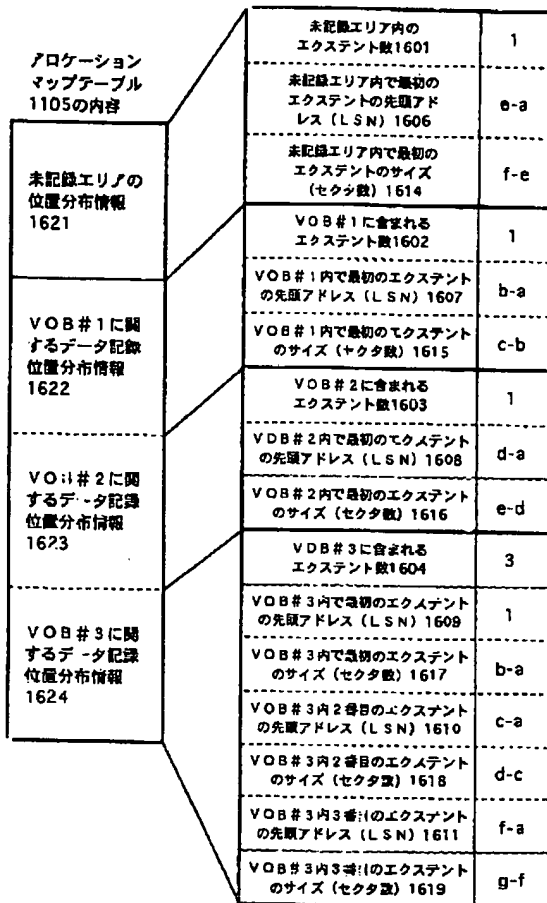 アロケーション
マップテーブル
1105の内容
未記録エリアの
位置分布情報
1621
VOB#1に関
するデータ記録
位置分布情報
1622
VOB#2に関
するデータ記録
位置分布情報
1623
VOB#3に関
するデータ記録
位置分布情報
1624
未記録エリア内の
エクステント数1601
1
未記録エリア内で最初の
エクステントの先頭アド
レス(LSN)1606
e-a
未記録エリア内で最初の
エクステントのサイズ
(セクタ数)1614
f-e
VOB#1に含まれる
エクステント数1602
1
VOB#1内で最初のエクステント
の先頭アドレス(LSN)1607
b-a
VOB#1内で最初のエクステント
のサイズ(セクタ数)1615
c-b
VOB#2に含まれる
エクステント数1603
1
VDB#2内で最初のエクステント
の先頭アドレス(LSN)1608
d-a
VOB#2内で最初のエクステント
のサイズ(セクタ数)1616
e-d
VDB#3に含まれる
エクステント数1604
3
VOB#3内で最初のエクステント
の先頭アドレス(LSN)1609
1
VOB#3内で最初のエクステント
のサイズ(セクタ数)1617
b-a
VOB#3内2番目のエクステント
の先頭アドレス(LSN)1610
c-a
VOB#3内2番目のエクステント
のサイズ(セクタ数)1618
d-c
VOB#3内3番目のエクステント
の先頭アドレス(LSN)1611
f-a
VOB#3内3番目のエクステント
のサイズ(セクタ数)1619
g-f